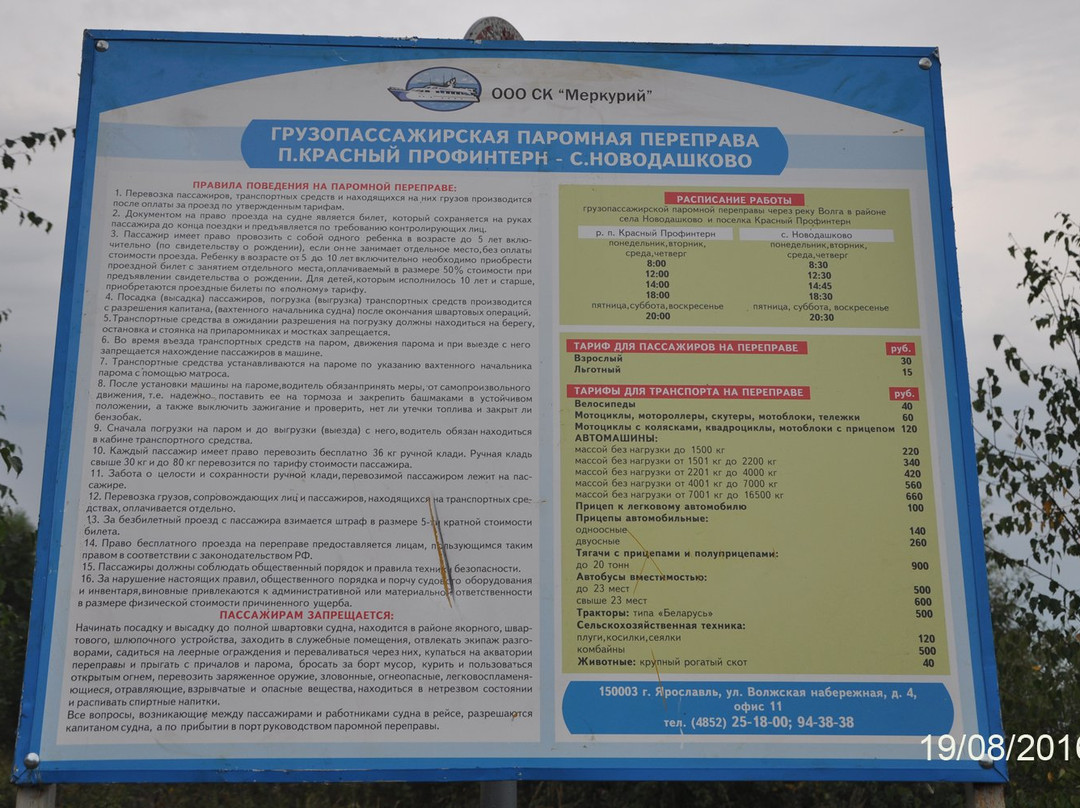 ООО СК "Меркурий"
ГРУЗОПАССАЖИРСКАЯ ПАРОМНАЯ ПЕРЕПРАВА
П.КРАСНЫЙ ПРОФИНТЕРН - С.НОВОДАШКОВО
ПРАВИЛА ПОВЕДЕНИЯ НА ПАРОМНОЙ ПЕРЕПРАВЕ:
1. Перевозка пассажиров, транспортных средств и находящихся на них грузов производится
после оплаты за проезд по утвержденным тарифам.
2. Документом на право проезда на судне является билет, который сохраняется на руках
пассажира до конца поездки и предъявляется по требованию контролирующих лиц.
3. Пассажир имеет право провозить с собой одного ребенка в возрасте до 5 лет вклю-
чительно (по свидетельству о рождении), если он не занимает отдельное место, без оплаты
стоимости проезда. Ребенку в возрасте от 5 до 10 лет включительно необходимо приобрести
проездной билет с занятием отдельного места, оплачиваемый в размере 50% стоимости при
предъявлении свидетельства о рождении. Для детей, которым исполнилось 10 лет и старше,
приобретаются проездные билеты по «полному» тарифу.
4. Посадка (высадка) пассажиров, погрузка (выгрузка) транспортных средств производится
с разрешения капитана, (вахтенного начальника судна) после окончания швартовых операций.
5. Транспортные средства в ожидании разрешения на погрузку должны находиться на берегу,
остановка и стоянка на припаромниках и мостках запрещается.
6. Во время въезда транспортных средств на паром, движения парома и при выезде с него
запрещается нахождение пассажиров в машине.
7. Транспортные средства устанавливаются на пароме по указанию вахтенного начальника
парома с помощью матроса.
8. После установки машины на пароме, водитель обязан принять меры, от самопроизвольного
движения, т.е. надежно поставить ее на тормоза и закрепить башмаками в устойчивом
положении, а также выключить зажигание и проверить, нет ли утечки топлива и закрыт ли
бензобак.
9. Сначала погрузки на паром и до выгрузки (выезда) с него, водитель обязан находиться
в кабине транспортного средства.
10. Каждый пассажир имеет право перевозить бесплатно 36 кг ручной клади. Ручная кладь
свыше 30 кг и до 80 кг перевозится по тарифу стоимости пассажира.
11. Забота о целости и сохранности ручной клади, перевозимой пассажиром лежит на пас-
сажире.
12. Перевозка грузов, сопровождающих лиц и пассажиров, находящихся на транспортных сре-
дствах, оплачивается отдельно.
13. За безбилетный проезд с пассажира взимается штраф в размере 5-ти кратной стоимости
билета.
14. Право бесплатного проезда на переправе предоставляется лицам, пользующимся таким
правом в соответствии с законодательством РФ.
15. Пассажиры должны соблюдать общественный порядок и правила техники безопасности.
16. За нарушение настоящих правил, общественного порядка и порчу судового оборудования
и инвентаря, виновные привлекаются к административной или материальной ответственности
в размере физической стоимости причиненного ущерба.
ПАССАЖИРАМ ЗАПРЕЩАЕТСЯ:
Начинать посадку и высадку до полной швартовки судна, находится в районе якорного, швар-
тового, шлюпочного устройства, заходить в служебные помещения, отвлекать экипаж разго-
ворами, садиться на леерные ограждения и переваливаться через них, купаться на акватории
переправы и прыгать с причалов и парома, бросать за борт мусор, курить и пользоваться
открытым огнем, перевозить заряженное оружие, зловонные, огнеопасные, легковоспламеня-
ющиеся, отравляющие, взрывчатые и опасные вещества, находиться в нетрезвом состоянии
и распивать спиртные напитки.
Все вопросы, возникающие между пассажирами и работниками судна в рейсе, разрешаются
капитаном судна, а по прибытии в порт руководством паромной переправы.
РАСПИСАНИЕ РАБОТЫ
грузопассажирской паромной переправы через реку Волга в районе
села Новодашково и поселка Красный Профинтерн
р. п. Красный Профинтерн с. Новодашково
понедельник,вторник, понедельник,вторник,
среда,четверг среда,четверг
8:00 8:30
12:00 12:30
14:00 14:45
18:00 18:30
пятница,суббота,воскресенье пятница, суббота, воскресенье
20:00 20:30
ТАРИФ ДЛЯ ПАССАЖИРОВ НА ПЕРЕПРАВЕ руб.
Взрослый 30
Льготный 15
ТАРИФЫ ДЛЯ ТРАНСПОРТА НА ПЕРЕПРАВЕ руб.
Велосипеды 40
Мотоциклы, мотороллеры, скутеры, мотоблоки, тележки 60
Мотоциклы с колясками, квадроциклы, мотоблоки с прицепом 120
АВТОМАШИНЫ:
массой без нагрузки до 1500 кг 220
массой без нагрузки от 1501 кг до 2200 кг 340
массой без нагрузки от 2201 кг до 4000 кг 420
массой без нагрузки от 4001 кг до 7000 кг 560
массой без нагрузки от 7001 кг до 16500 кг 660
Прицеп к легковому автомобилю 100
Прицепы автомобильные:
одноосные 140
двуосные 260
Тягачи с прицепами и полуприцепами:
до 20 тонн 900
Автобусы вместимостью:
до 23 мест 500
свыше 23 мест 600
Тракторы: типа «Беларусь» 500
Сельскохозяйственная техника:
плуги,косилки,сеялки 120
комбайны 500
Животные: крупный рогатый скот 40
150003 г. Ярославль, ул. Волжская набережная, д. 4,
офис 11
тел. (4852) 25-18-00; 94-38-38
19/08/2016